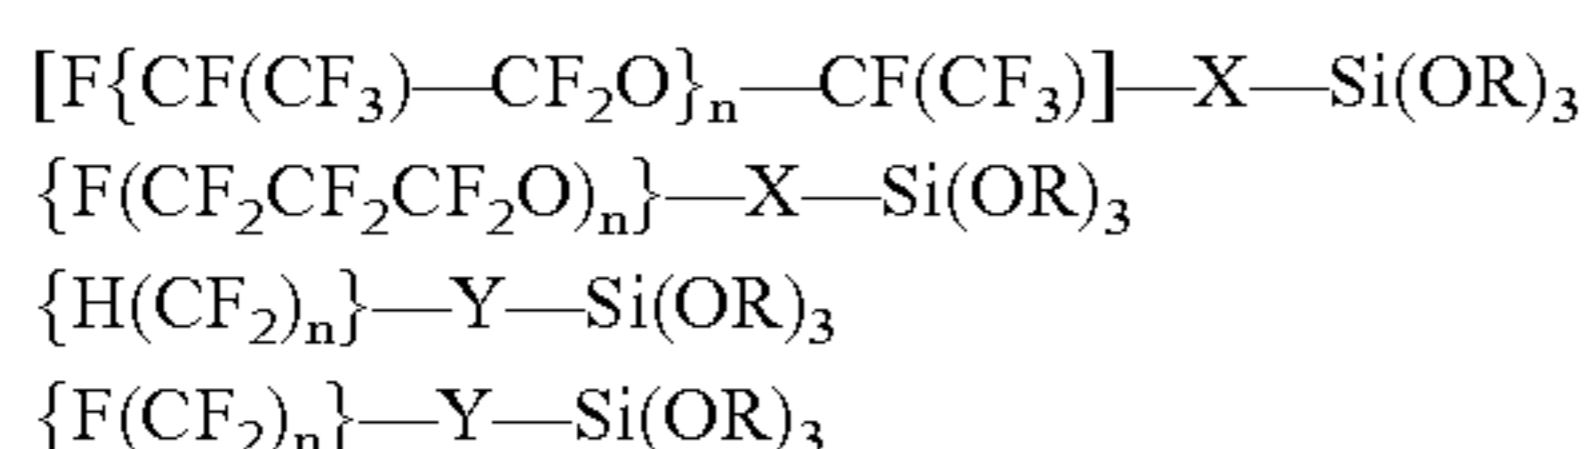 [F{CF(CF₃)—CF₂O}ₙ—CF(CF₃)]—X—Si(OR)₃
{F(CF₂CF₂CF₂O)ₙ}—X—Si(OR)₃
{H(CF₂)ₙ}—Y—Si(OR)₃
{F(CF₂)ₙ}—Y—Si(OR)₃